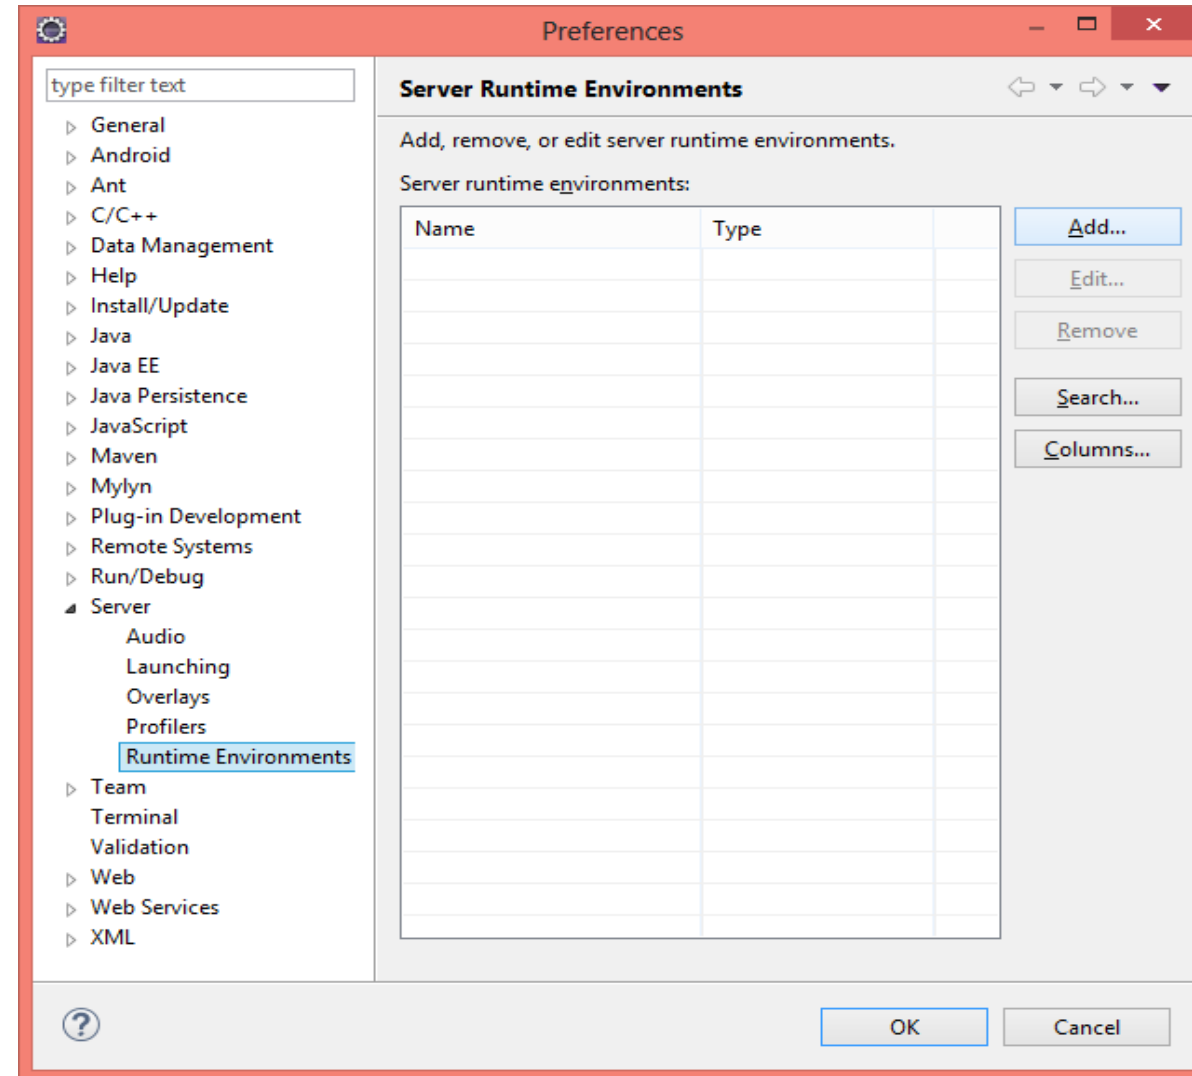 Preferences
type filter text
General
Android
Ant
C/C++
Data Management
Help
Install/Update
Java
Java EE
Java Persistence
JavaScript
Maven
Mylyn
Plug-in Development
Remote Systems
Run/Debug
Server
Audio
Launching
Overlays
Profilers
Runtime Environments
Team
Terminal
Validation
Web
Web Services
XML
Server Runtime Environments
Add, remove, or edit server runtime environments.
Server runtime environments:
Name Type
Add...
Edit...
Remove
Search...
Columns...
?
OK Cancel